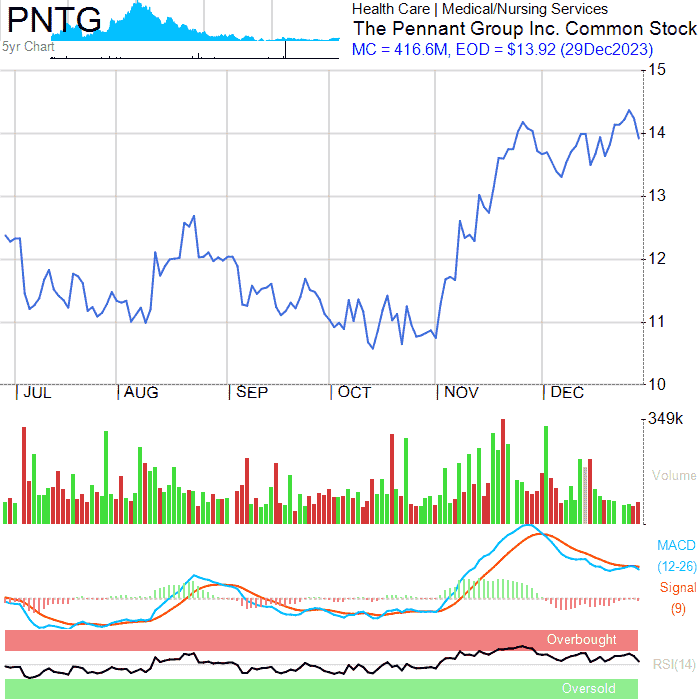 PNTG
5yr Chart
Health Care | Medical/Nursing Services
The Pennant Group Inc. Common Stock
MC = 416.6M, EOD = $13.92 (29Dec2023)
15
14
13
12
11
10
JUL AUG SEP OCT NOV DEC
349k
Volume
MACD
(12-26)
Signal
(9)
Overbought
RSI(14)
Oversold